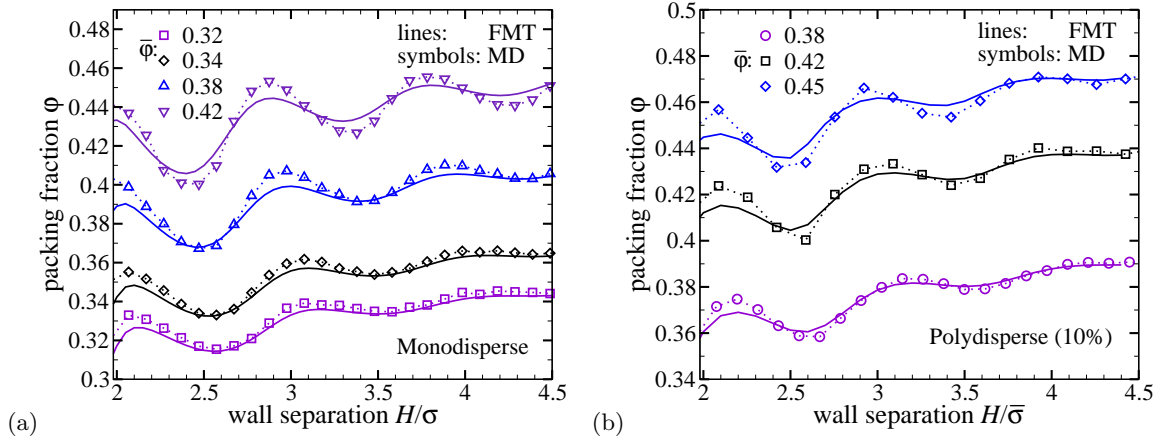 lines: FMT
symbols: MD
φ̅:
0.32
0.34
0.38
0.42
0.46
0.44
0.42
0.4
0.38
0.36
0.34
0.32
0.3
packing fraction φ
Monodisperse
2 2.5 3 3.5 4 4.5
wall separation H/σ
(a)
lines: FMT
symbols: MD
φ̅:
0.38
0.42
0.45
0.5
0.48
0.46
0.44
0.42
0.4
0.38
0.36
0.34
packing fraction φ
Polydisperse (10%)
2 2.5 3 3.5 4 4.5
wall separation H/σ̅
(b)